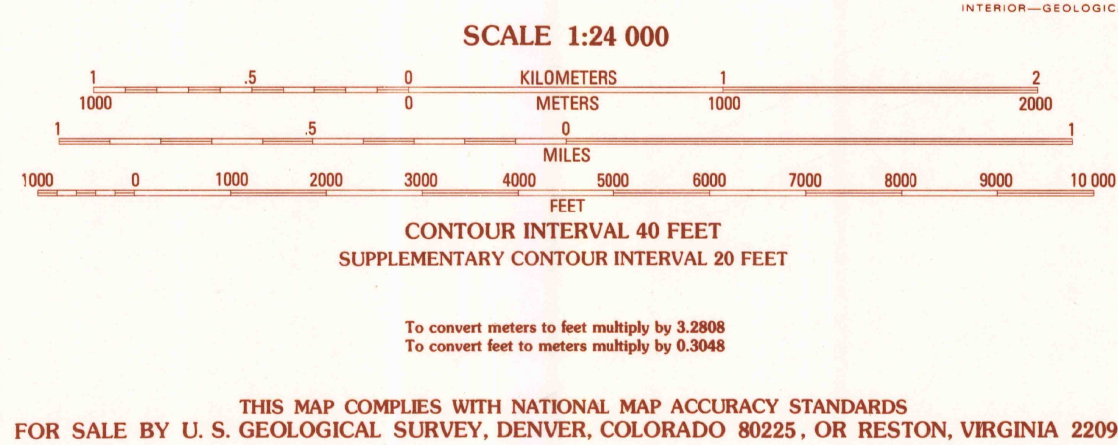 INTERIOR—GEOLOGIC
SCALE 1:24 000
1 .5 0 KILOMETERS 1 2
1000 0 METERS 1000 2000
1 .5 0 1
MILES
1000 0 1000 2000 3000 4000 5000 6000 7000 8000 9000 10 000
FEET
CONTOUR INTERVAL 40 FEET
SUPPLEMENTARY CONTOUR INTERVAL 20 FEET
To convert meters to feet multiply by 3.2808
To convert feet to meters multiply by 0.3048
THIS MAP COMPLIES WITH NATIONAL MAP ACCURACY STANDARDS
FOR SALE BY U. S. GEOLOGICAL SURVEY, DENVER, COLORADO 80225, OR RESTON, VIRGINIA 2209